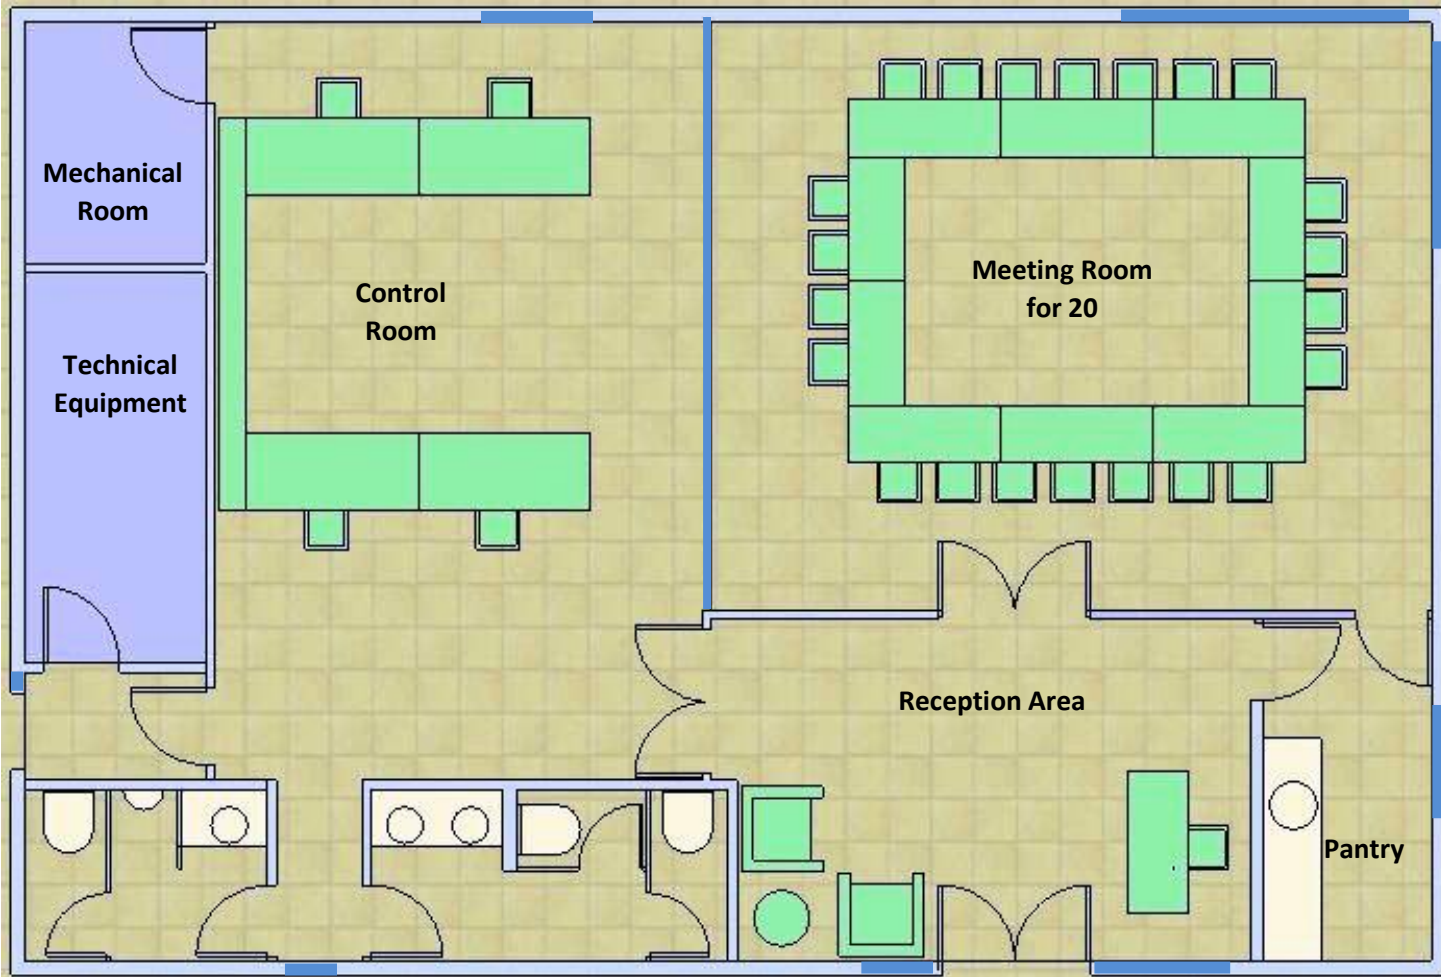 Mechanical
Room
Control
Room
Meeting Room
for 20
Technical
Equipment
Reception Area
Pantry